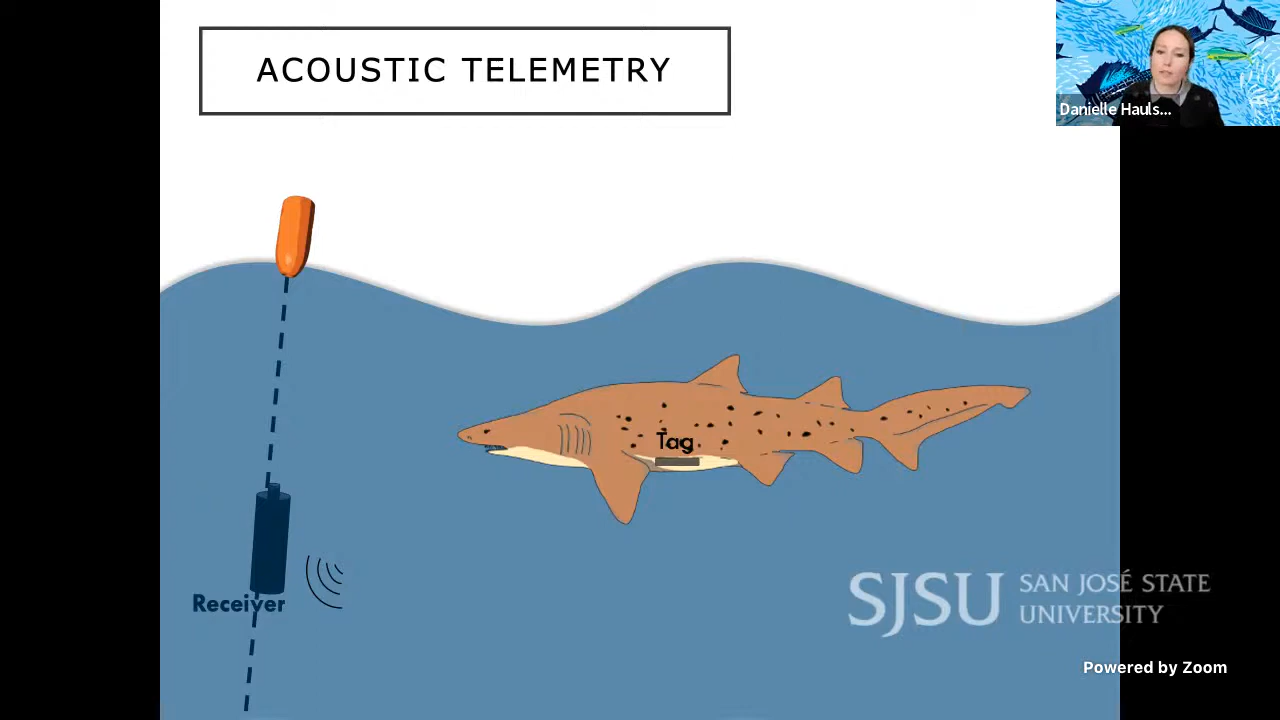 ACOUSTIC TELEMETRY
Danielle Hauls...
Tag
Receiver
SJSU SAN JOSÉ STATE
UNIVERSITY
Powered by Zoom